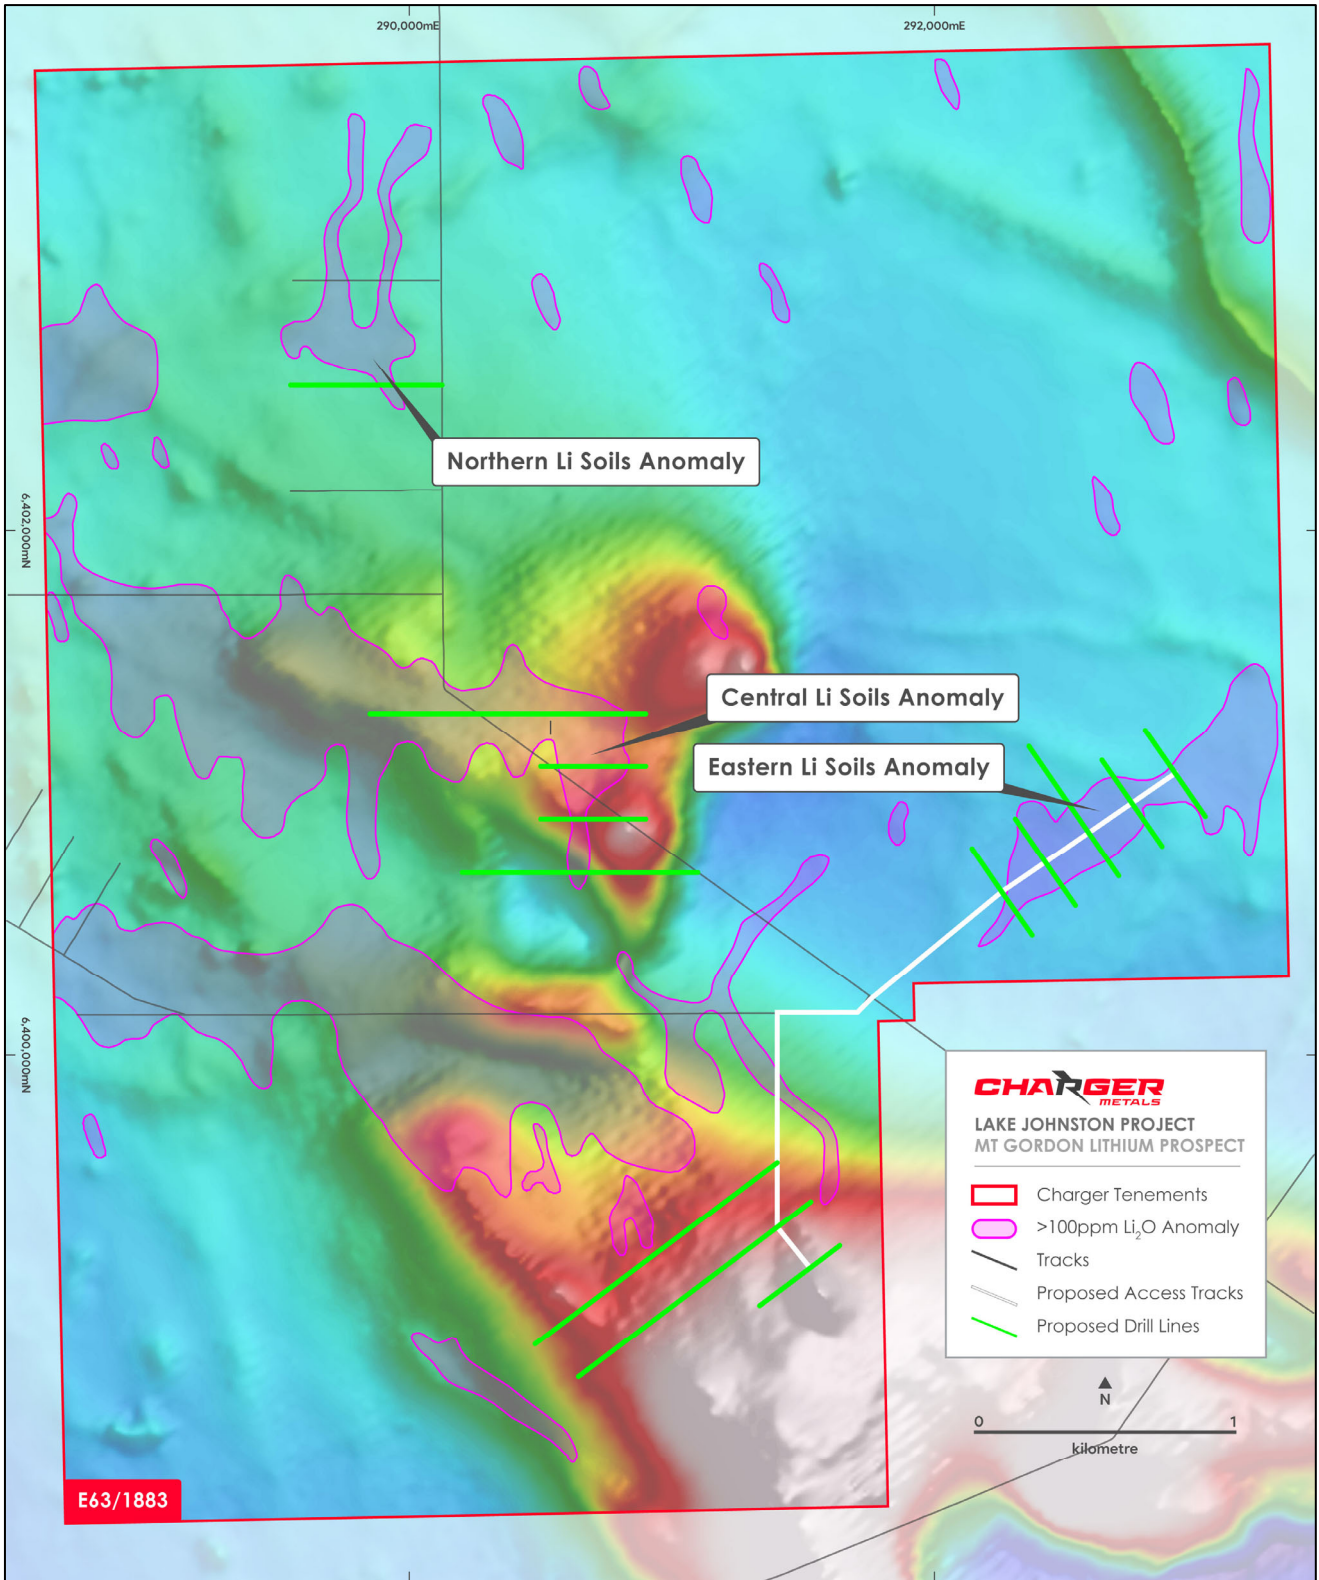 290,000mE
292,000mE
Northern Li Soils Anomaly
6,402,000mN
Central Li Soils Anomaly
Eastern Li Soils Anomaly
6,400,000mN
CHARGER
METALS
LAKE JOHNSTON PROJECT
MT GORDON LITHIUM PROSPECT
Charger Tenements
>100ppm Li₂O Anomaly
Tracks
Proposed Access Tracks
Proposed Drill Lines
N
0 1
kilometre
E63/1883